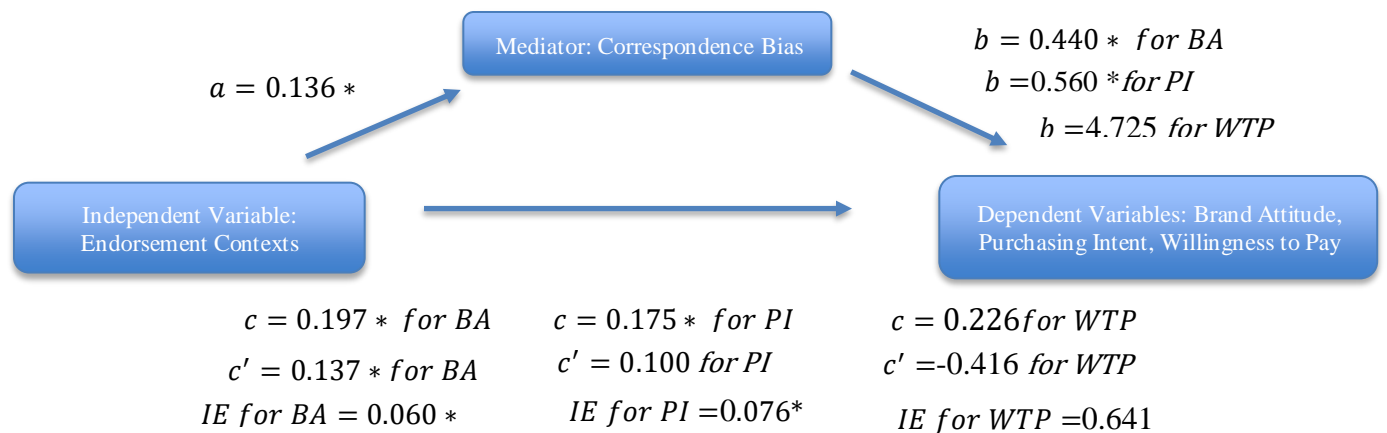 Mediator: Correspondence Bias
b = 0.440 * for BA
b =0.560 *for PI
b =4.725 for WTP
a = 0.136 *
Independent Variable:
Endorsement Contexts
Dependent Variables: Brand Attitude,
Purchasing Intent, Willingness to Pay
c = 0.197 * for BA
c = 0.175 * for PI
c = 0.226for WTP
c′ = 0.137 * for BA
c′ = 0.100 for PI
c′ =-0.416 for WTP
IE for BA = 0.060 *
IE for PI =0.076*
IE for WTP =0.641